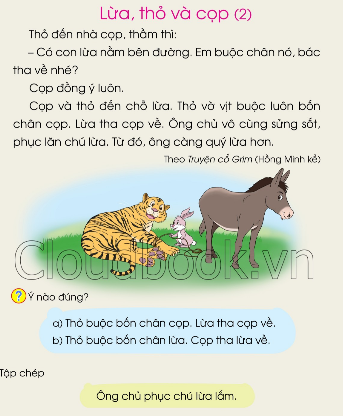 Lừa, thỏ và cọp (2)
Thỏ đến nhà cọp, thầm thì:
– Có con lừa nằm bên đường. Em buộc chân nó, bác
tha về nhé?
Cọp đồng ý luôn.
Cọp và thỏ đến chỗ lừa. Thỏ vờ vịt buộc luôn bốn
chân cọp. Lừa tha cọp về. Ông chủ vô cùng sửng sốt,
phục lăn chú lừa. Từ đó, ông càng quý lừa hơn.
Theo Truyện cổ Grim (Hồng Minh kể)
Cloudbook.vn
? Ý nào đúng?
a) Thỏ buộc bốn chân cọp. Lừa tha cọp về.
b) Thỏ buộc bốn chân lừa. Cọp tha lừa về.
Tập chép
Ông chủ phục chú lừa lắm.